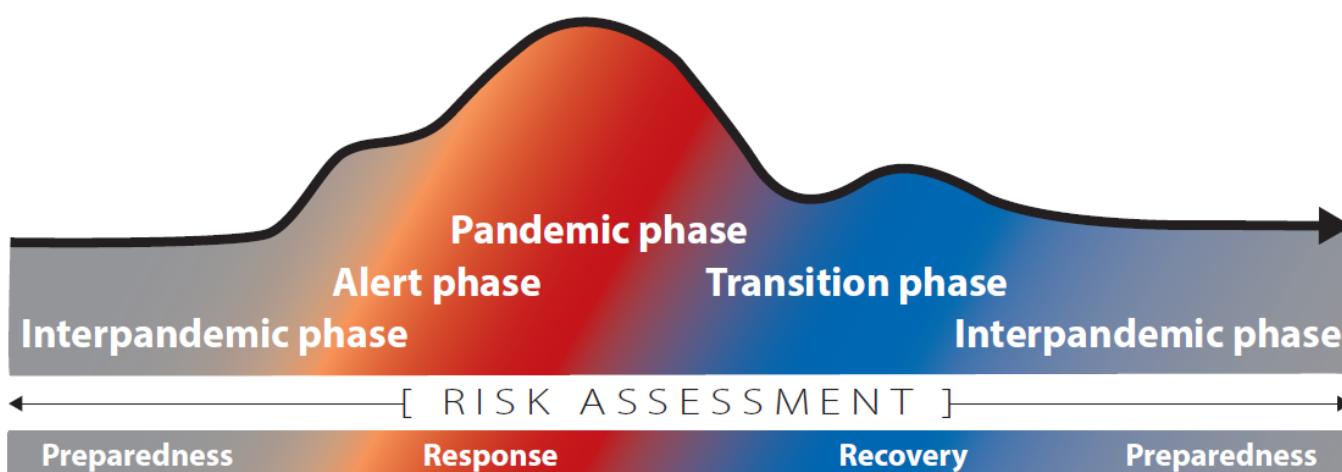 Pandemic phase
Alert phase
Transition phase
Interpandemic phase
Interpandemic phase
[ RISK ASSESSMENT ]
Preparedness
Response
Recovery
Preparedness